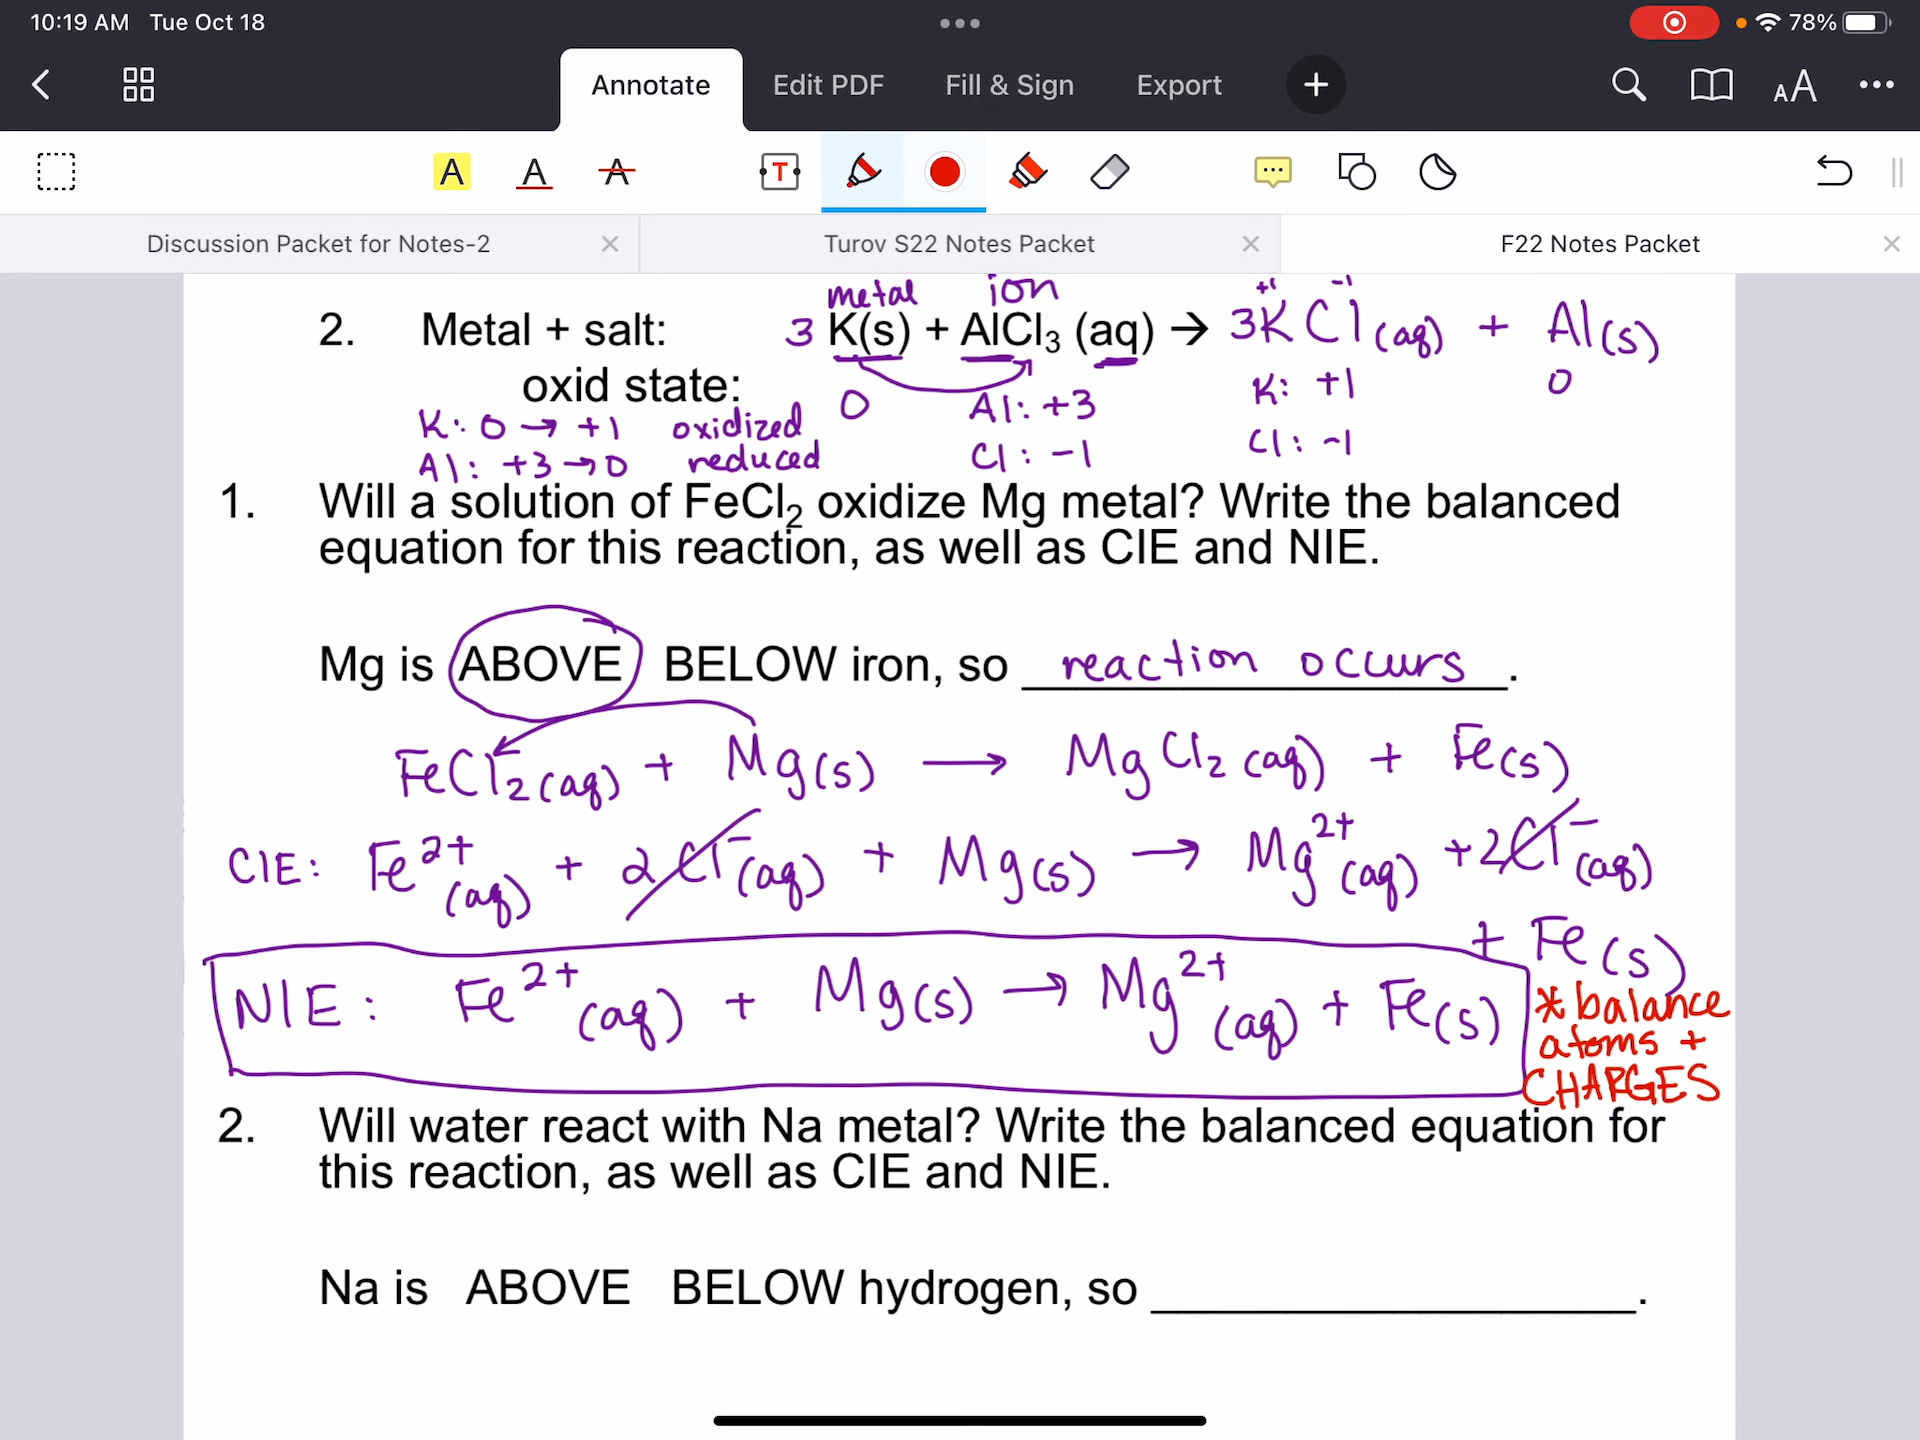 10:19 AM Tue Oct 18 78%
Annotate Edit PDF Fill & Sign Export
A A A T AA
Discussion Packet for Notes-2 Turov S22 Notes Packet F22 Notes Packet
metal ion +1 -1
2. Metal + salt: 3 K(s) + AlCl₃ (aq) → 3KCl(aq) + Al(s)
oxid state: 0 Al: +3 K: +1 0
K: 0 → +1 oxidized Cl: -1 Cl: -1
Al: +3 → 0 reduced
1. Will a solution of FeCl₂ oxidize Mg metal? Write the balanced
equation for this reaction, as well as CIE and NIE.
Mg is ABOVE BELOW iron, so reaction occurs.
FeCl₂(aq) + Mg(s) → MgCl₂(aq) + Fe(s)
CIE: Fe²⁺(aq) + 2Cl⁻(aq) + Mg(s) → Mg²⁺(aq) + 2Cl⁻(aq)
+ Fe(s)
NIE: Fe²⁺(aq) + Mg(s) → Mg²⁺(aq) + Fe(s)
*balance
atoms +
CHARGES
2. Will water react with Na metal? Write the balanced equation for
this reaction, as well as CIE and NIE.
Na is ABOVE BELOW hydrogen, so ____________________.